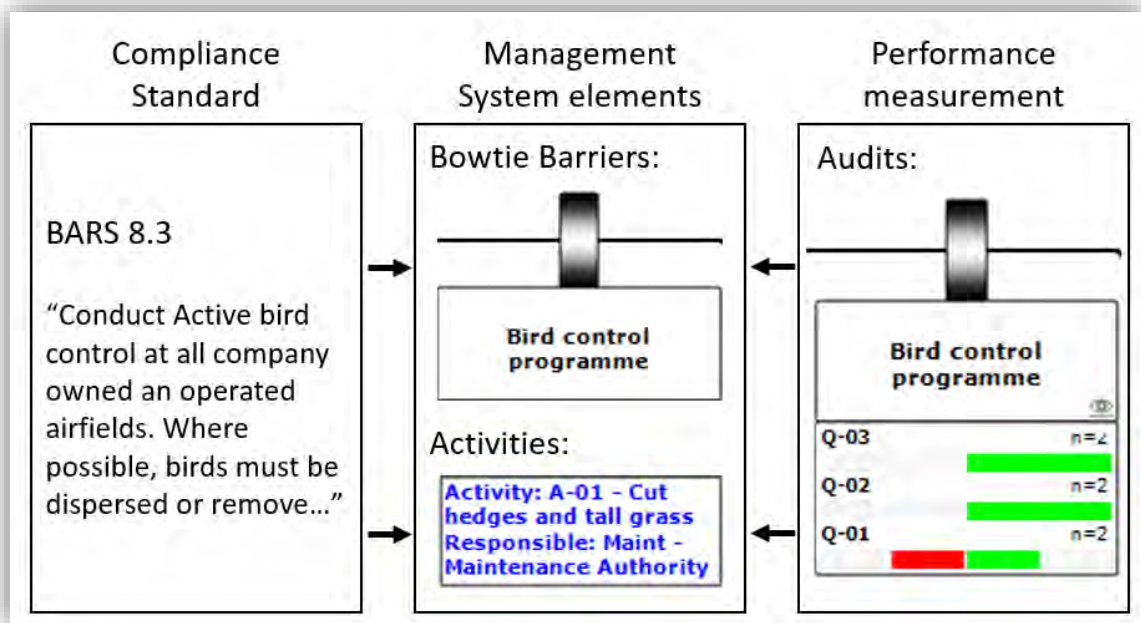 Compliance
Standard
BARS 8.3
“Conduct Active bird
control at all company
owned an operated
airfields. Where
possible, birds must be
dispersed or remove…”
Management
System elements
Bowtie Barriers:
Bird control
programme
Activities:
Activity: A-01 - Cut
hedges and tall grass
Responsible: Maint -
Maintenance Authority
Performance
measurement
Audits:
Bird control
programme
Q-03 n=2
Q-02 n=2
Q-01 n=2